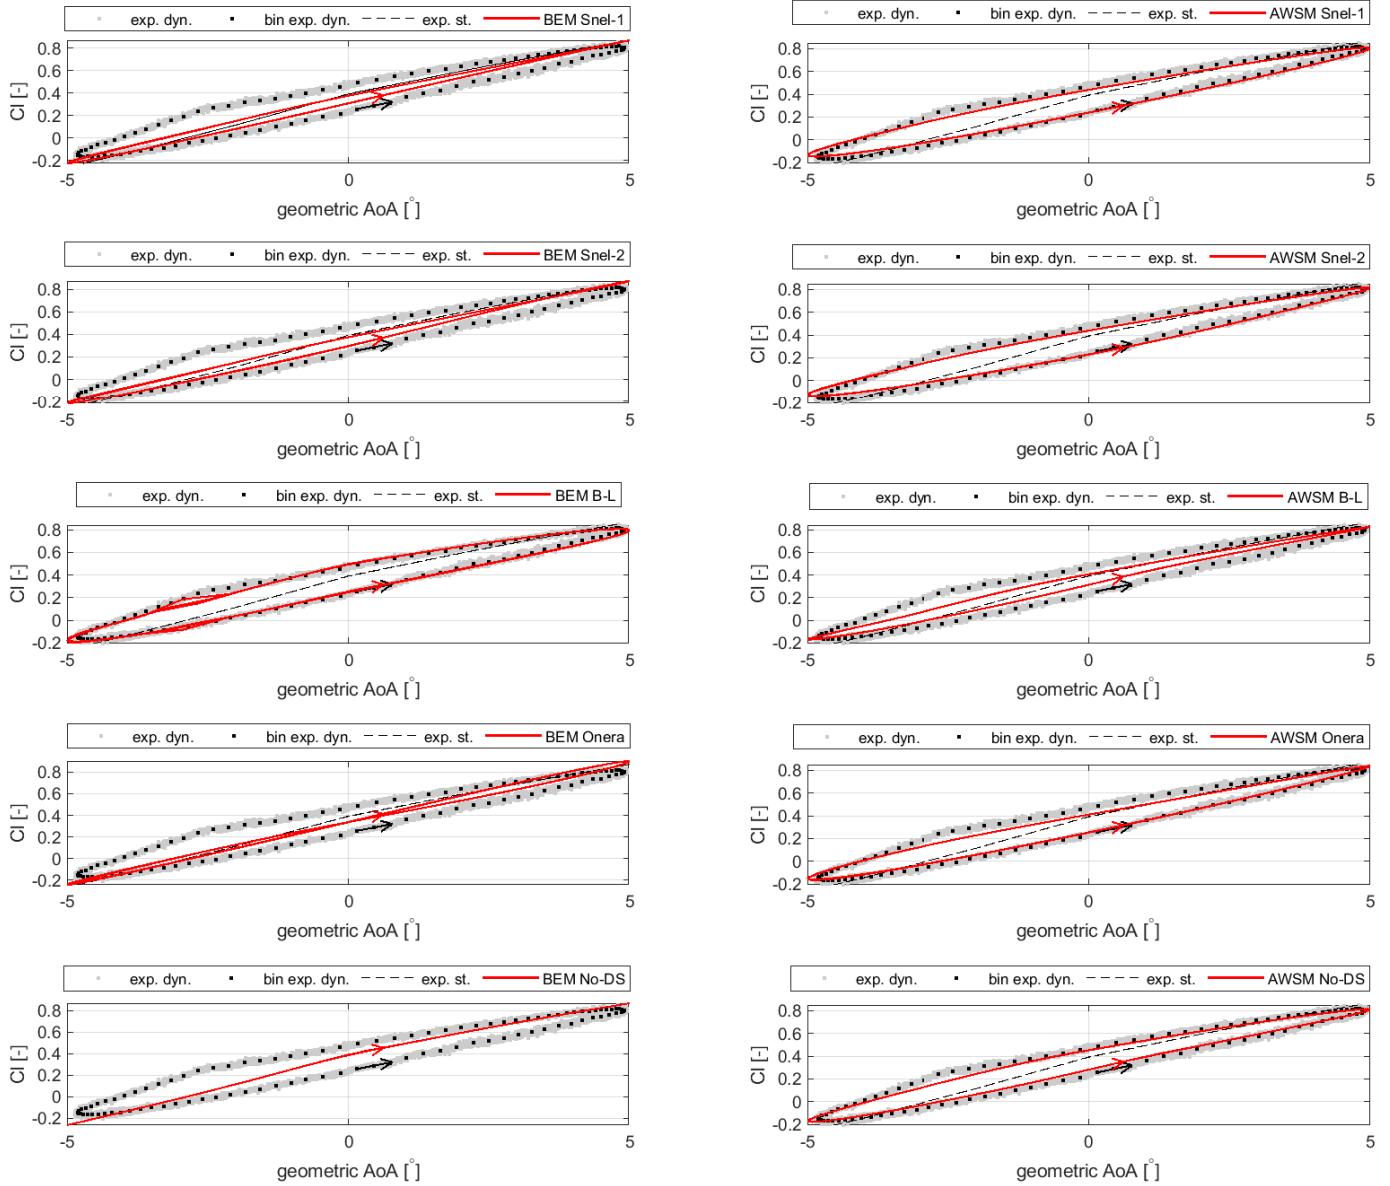 exp. dyn. bin exp. dyn. exp. st. BEM Snel-1
Cl [-]
0.8
0.6
0.4
0.2
0
-0.2
-5 0 5
geometric AoA [°]
exp. dyn. bin exp. dyn. exp. st. AWSM Snel-1
Cl [-]
0.8
0.6
0.4
0.2
0
-0.2
-5 0 5
geometric AoA [°]
exp. dyn. bin exp. dyn. exp. st. BEM Snel-2
Cl [-]
0.8
0.6
0.4
0.2
0
-0.2
-5 0 5
geometric AoA [°]
exp. dyn. bin exp. dyn. exp. st. AWSM Snel-2
Cl [-]
0.8
0.6
0.4
0.2
0
-0.2
-5 0 5
geometric AoA [°]
exp. dyn. bin exp. dyn. exp. st. BEM B-L
Cl [-]
0.8
0.6
0.4
0.2
0
-0.2
-5 0 5
geometric AoA [°]
exp. dyn. bin exp. dyn. exp. st. AWSM B-L
Cl [-]
0.8
0.6
0.4
0.2
0
-0.2
-5 0 5
geometric AoA [°]
exp. dyn. bin exp. dyn. exp. st. BEM Onera
Cl [-]
0.8
0.6
0.4
0.2
0
-0.2
-5 0 5
geometric AoA [°]
exp. dyn. bin exp. dyn. exp. st. AWSM Onera
Cl [-]
0.8
0.6
0.4
0.2
0
-0.2
-5 0 5
geometric AoA [°]
exp. dyn. bin exp. dyn. exp. st. BEM No-DS
Cl [-]
0.8
0.6
0.4
0.2
0
-0.2
-5 0 5
geometric AoA [°]
exp. dyn. bin exp. dyn. exp. st. AWSM No-DS
Cl [-]
0.8
0.6
0.4
0.2
0
-0.2
-5 0 5
geometric AoA [°]